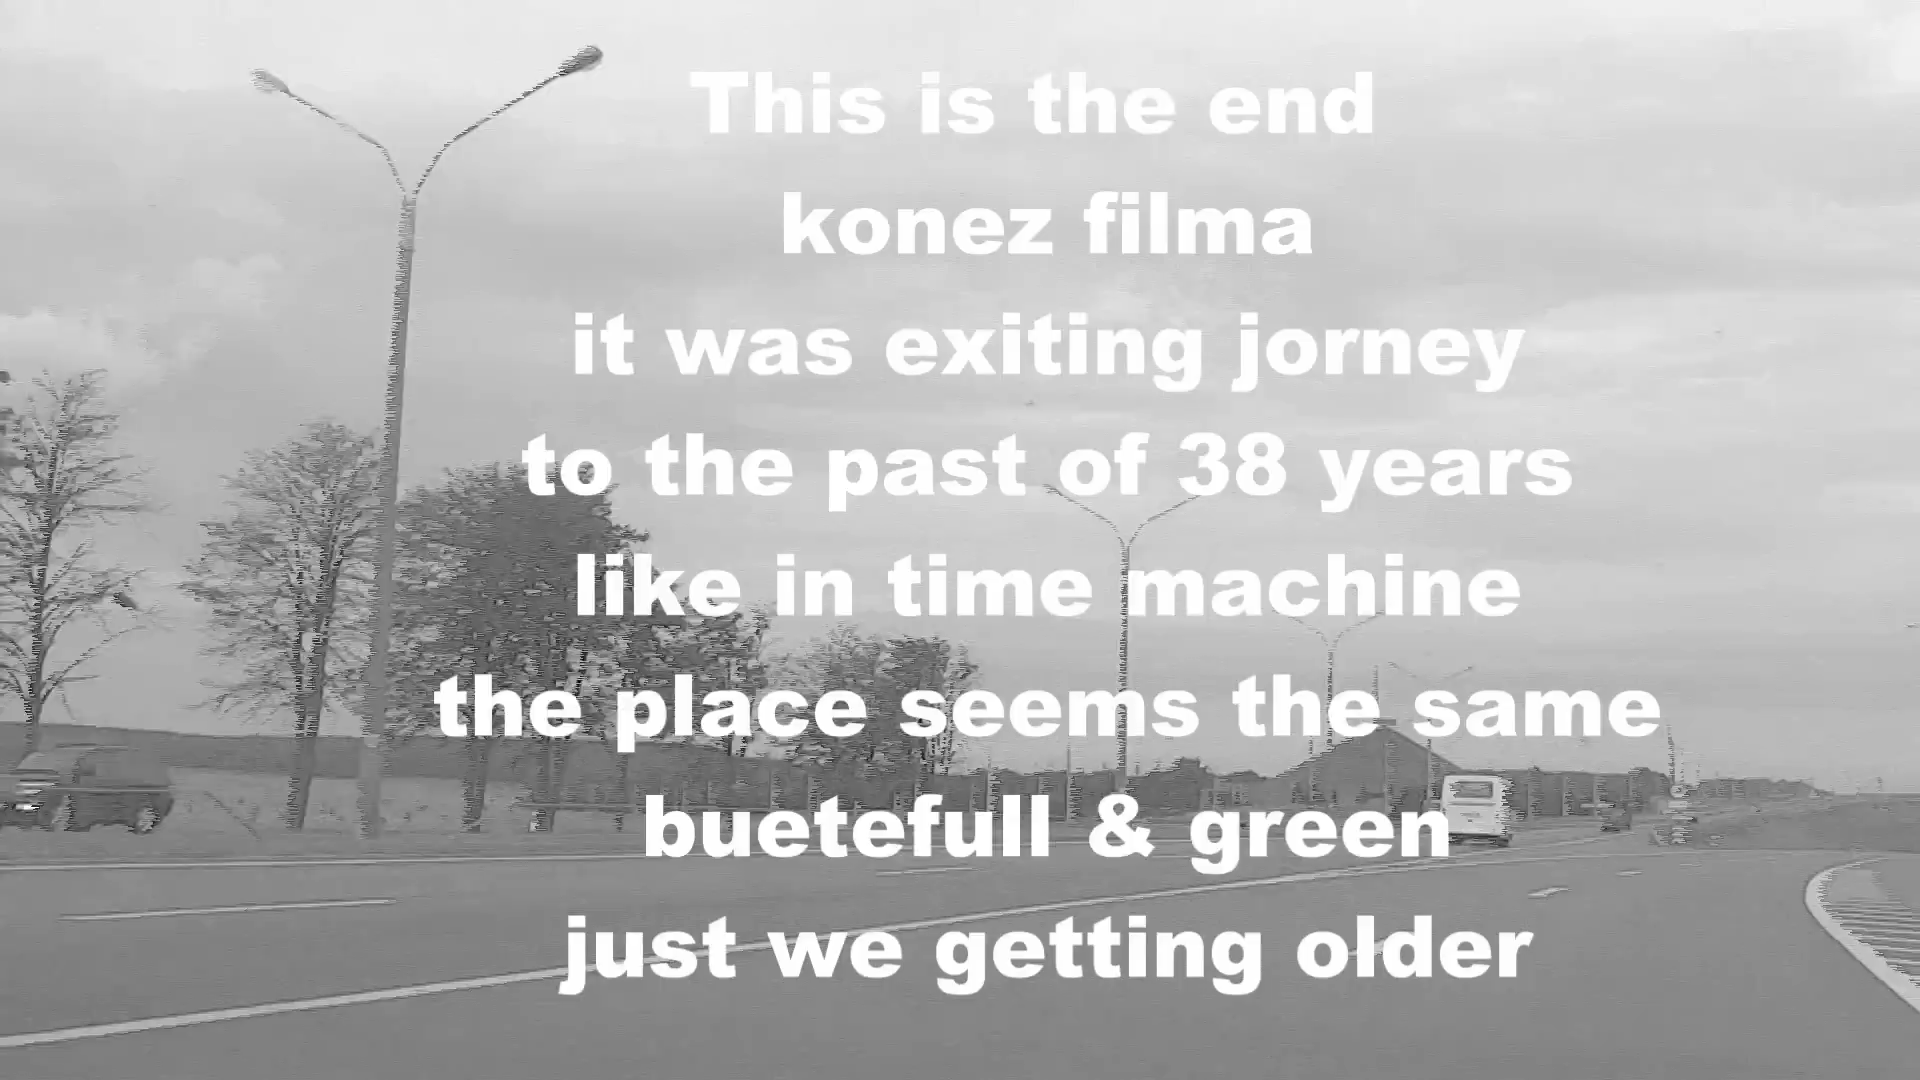 This is the end
konez filma
it was exiting jorney
to the past of 38 years
like in time machine
the place seems the same
buetefull & green
just we getting older